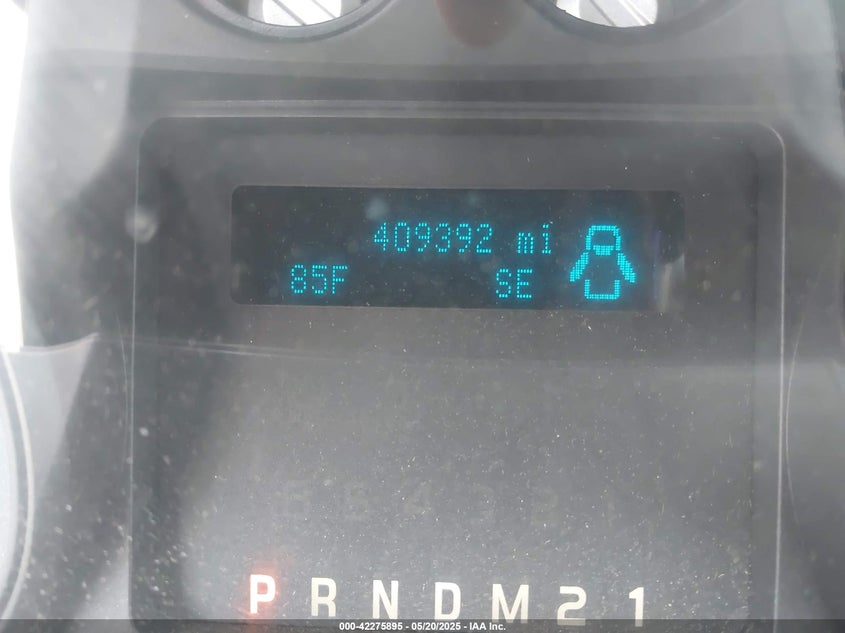 409392 mi
85F SE
P R N D M 2 1
000-42275895 - 05/20/2025 - IAA Inc.